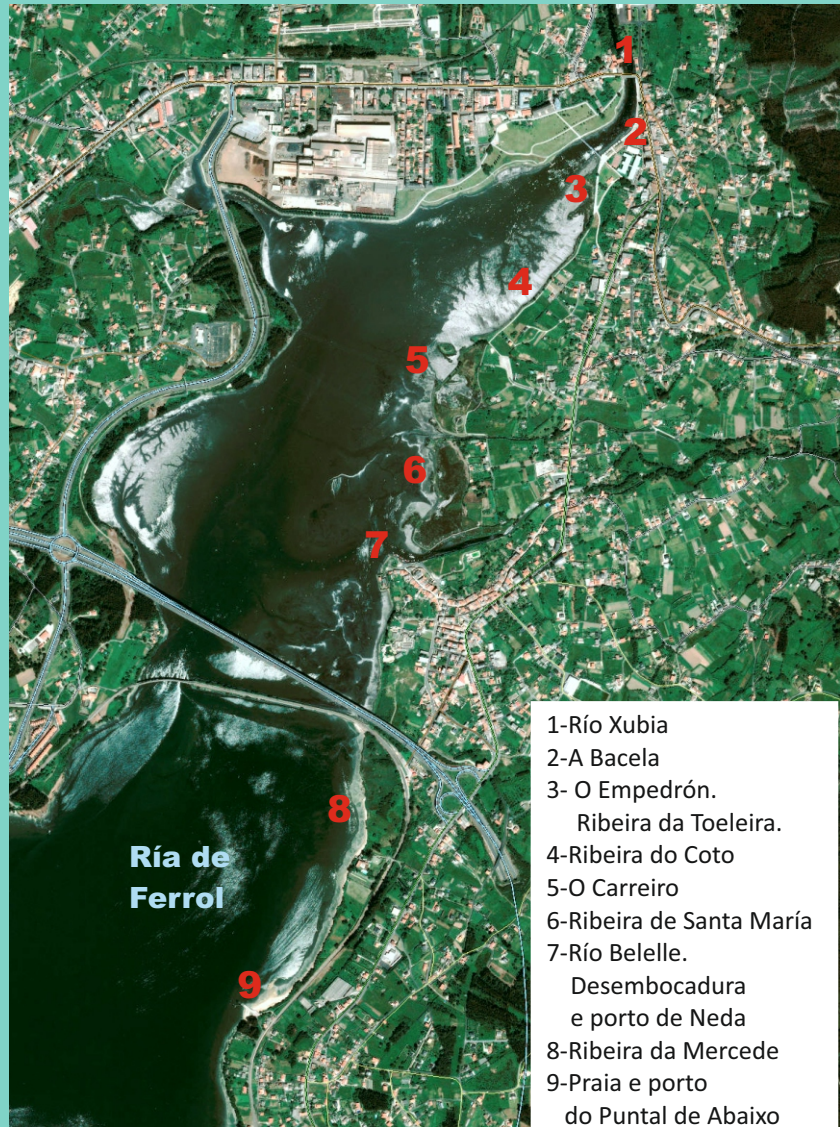 1
2
3
4
5
6
7
8
9
Ría de
Ferrol
1-Río Xubia
2-A Bacela
3- O Empedrón.
Ribeira da Toeleira.
4-Ribeira do Coto
5-O Carreiro
6-Ribeira de Santa María
7-Río Belelle.
Desembocadura
e porto de Neda
8-Ribeira da Mercede
9-Praia e porto
do Puntal de Abaixo